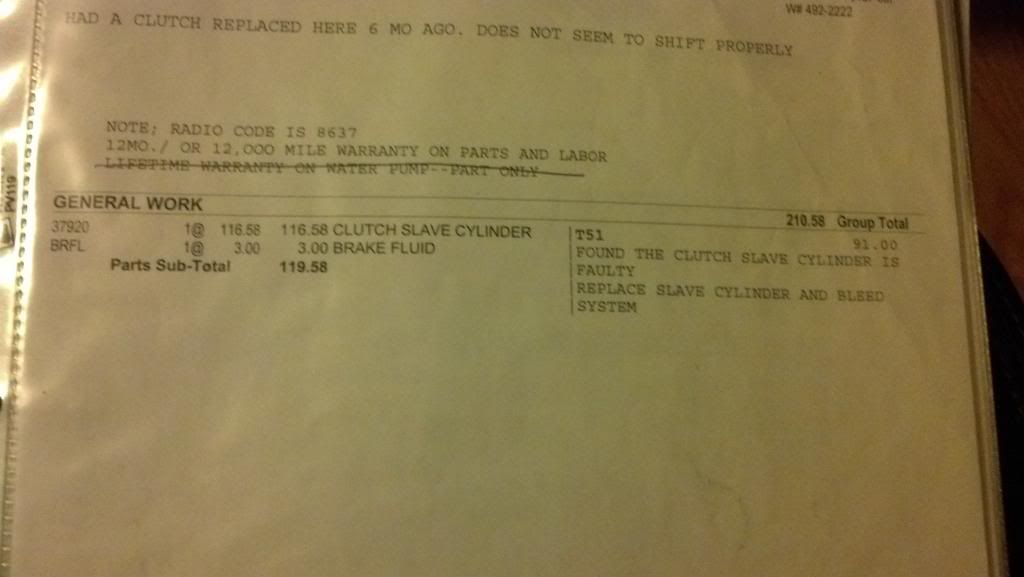 W# 492-2222
HAD A CLUTCH REPLACED HERE 6 MO AGO. DOES NOT SEEM TO SHIFT PROPERLY
NOTE; RADIO CODE IS 8637
12MO./ OR 12,000 MILE WARRANTY ON PARTS AND LABOR
LIFETIME WARRANTY ON WATER PUMP--PART ONLY
GENERAL WORK 210.58 Group Total
37920 1@ 116.58 116.58 CLUTCH SLAVE CYLINDER T51 91.00
BRFL 1@ 3.00 3.00 BRAKE FLUID FOUND THE CLUTCH SLAVE CYLINDER IS
Parts Sub-Total 119.58 FAULTY
REPLACE SLAVE CYLINDER AND BLEED
SYSTEM
PV119